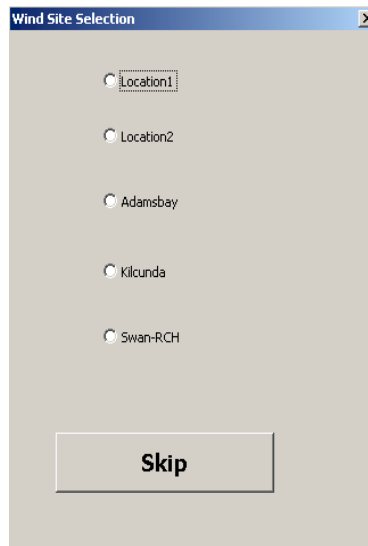 Wind Site Selection
Location1
Location2
Adamsbay
Kilcunda
Swan-RCH
Skip